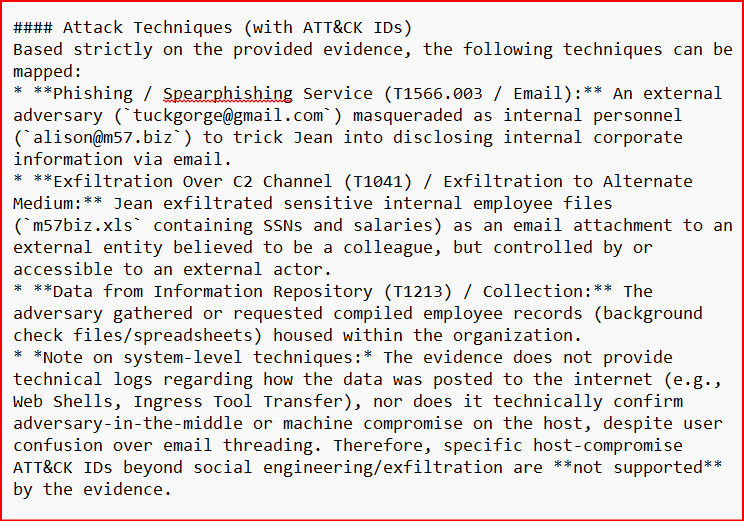 #### Attack Techniques (with ATT&CK IDs)
Based strictly on the provided evidence, the following techniques can be
mapped:
* **Phishing / Spearphishing Service (T1566.003 / Email):** An external
adversary (`tuckgorge@gmail.com`) masqueraded as internal personnel
(`alison@m57.biz`) to trick Jean into disclosing internal corporate
information via email.
* **Exfiltration Over C2 Channel (T1041) / Exfiltration to Alternate
Medium:** Jean exfiltrated sensitive internal employee files
(`m57biz.xls` containing SSNs and salaries) as an email attachment to an
external entity believed to be a colleague, but controlled by or
accessible to an external actor.
* **Data from Information Repository (T1213) / Collection:** The
adversary gathered or requested compiled employee records (background
check files/spreadsheets) housed within the organization.
* *Note on system-level techniques:* The evidence does not provide
technical logs regarding how the data was posted to the internet (e.g.,
Web Shells, Ingress Tool Transfer), nor does it technically confirm
adversary-in-the-middle or machine compromise on the host, despite user
confusion over email threading. Therefore, specific host-compromise
ATT&CK IDs beyond social engineering/exfiltration are **not supported**
by the evidence.